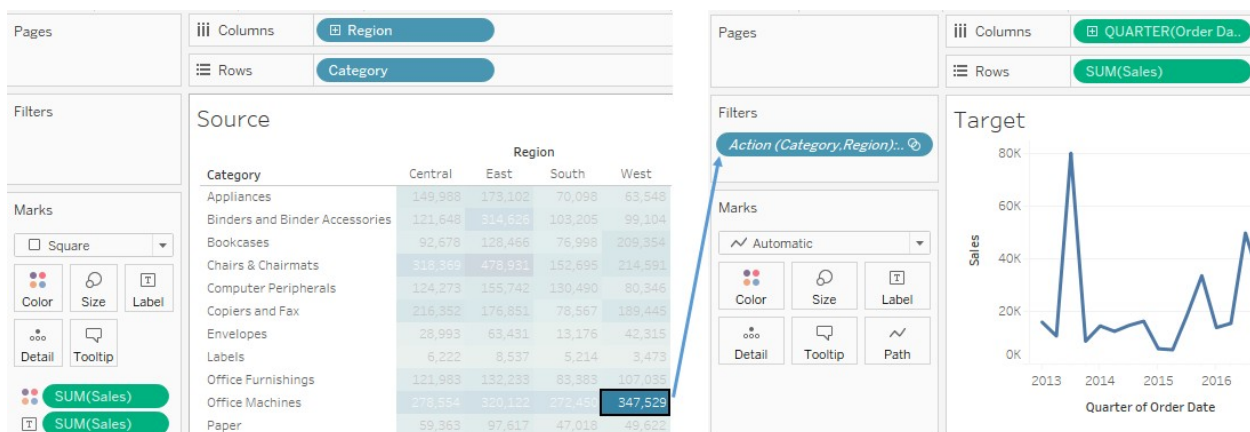 Pages
Columns
Region
Rows
Category
Filters
Marks
Square
Color Size Label
Detail Tooltip
SUM(Sales)
SUM(Sales)
Source
Region
Category Central East South West
Appliances 149,988 173,102 70,098 63,548
Binders and Binder Accessories 121,648 314,626 103,205 99,104
Bookcases 92,678 128,466 76,998 209,354
Chairs & Chairmats 318,369 478,931 152,695 214,591
Computer Peripherals 124,273 155,742 130,490 80,346
Copiers and Fax 216,352 176,851 78,567 189,445
Envelopes 28,993 63,431 13,176 42,315
Labels 6,222 8,537 5,214 3,473
Office Furnishings 121,983 132,233 83,383 107,035
Office Machines 278,554 320,122 272,450 347,529
Paper 59,363 97,617 47,018 49,622
Pages
Columns
QUARTER(Order Da..
Rows
SUM(Sales)
Filters
Action (Category,Region):..
Marks
Automatic
Color Size Label
Detail Tooltip Path
Target
80K
60K
40K
20K
0K
Sales
2013 2014 2015 2016
Quarter of Order Date